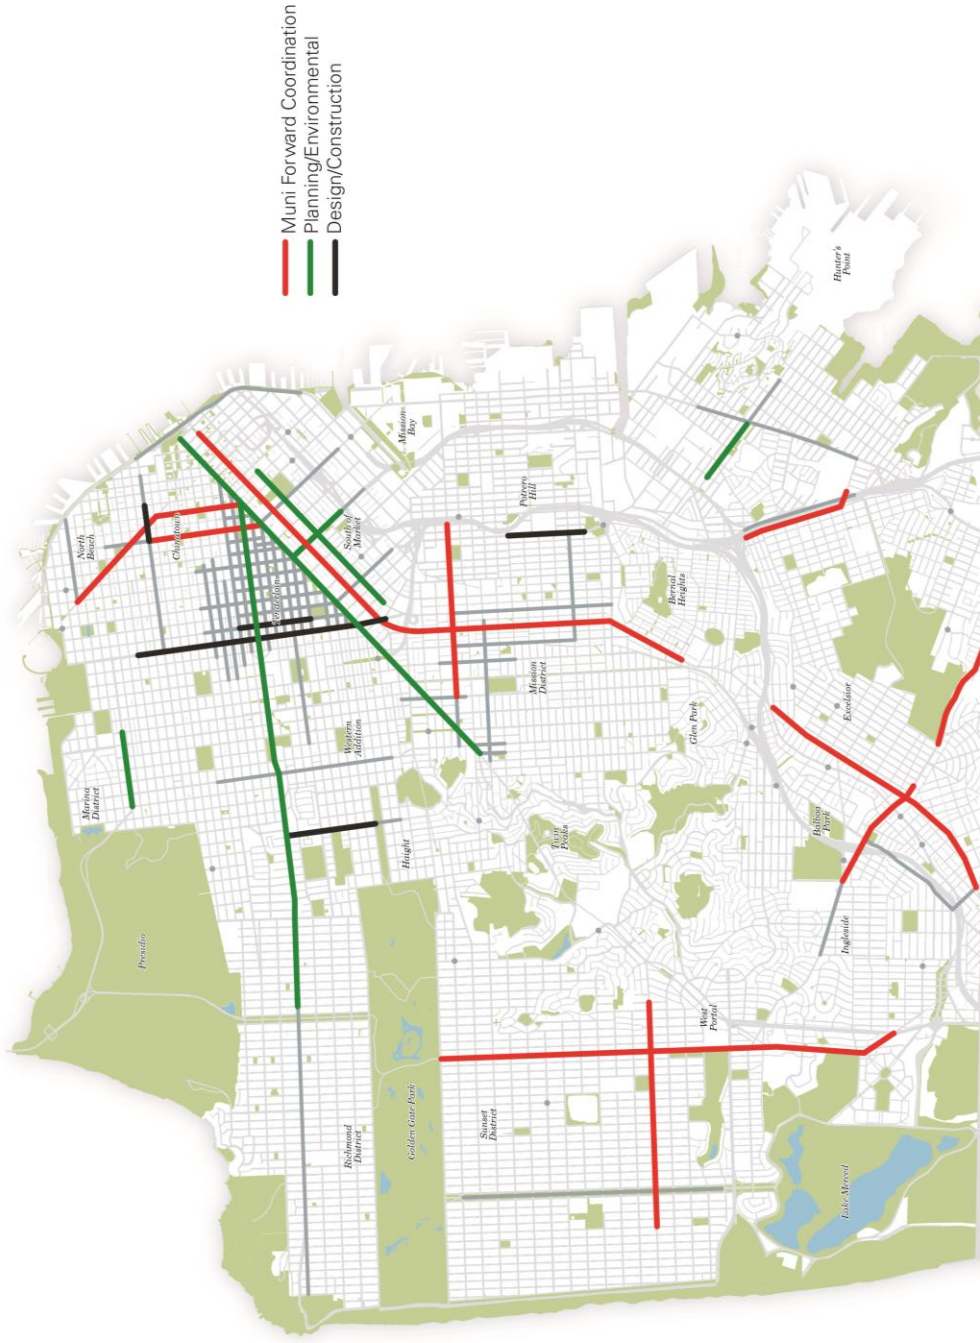 Muni Forward Coordination
Planning/Environmental
Design/Construction
North
Beach
Chinatown
Tenderloin
Marina
District
Presidio
Western
Addition
Haight
Richmond
District
Golden Gate Park
Sunset
District
South of
Market
Mission
Bay
Potrero
Hill
Mission
District
Bernal
Heights
Twin
Peaks
Glen Park
Hunter's
Point
Excelsior
Balboa
Park
Ingleside
West
Portal
Lake Merced